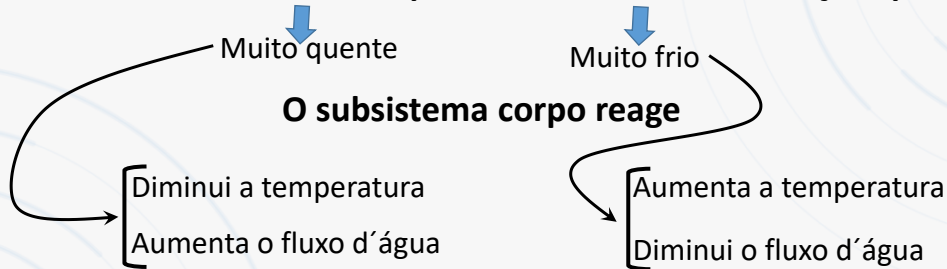 Muito quente
Muito frio
O subsistema corpo reage
Diminui a temperatura
Aumenta a temperatura
Aumenta o fluxo d´água
Diminui o fluxo d´água